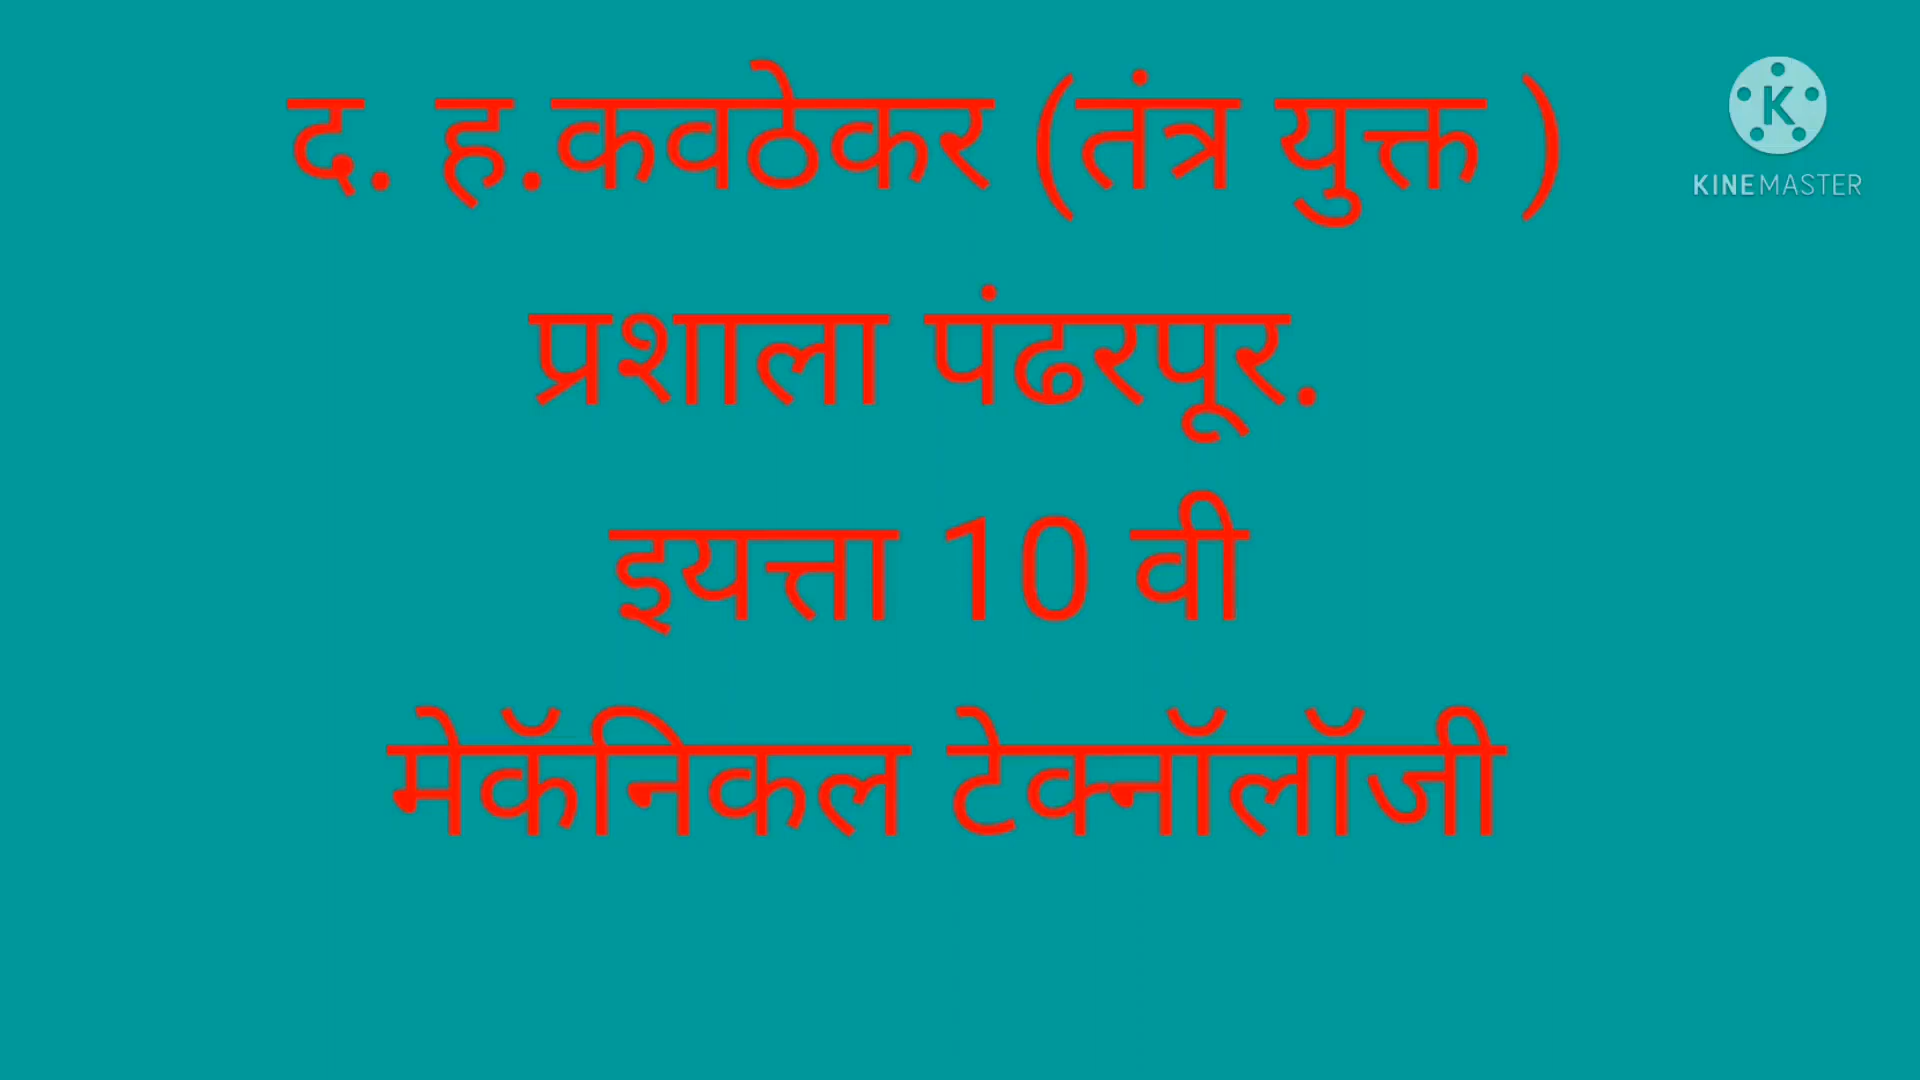 द. ह.कवठेकर (तंत्र युक्त )
KINEMASTER
प्रशाला पंढरपूर.
इयत्ता 10 वी
मेकॅनिकल टेक्नॉलॉजी